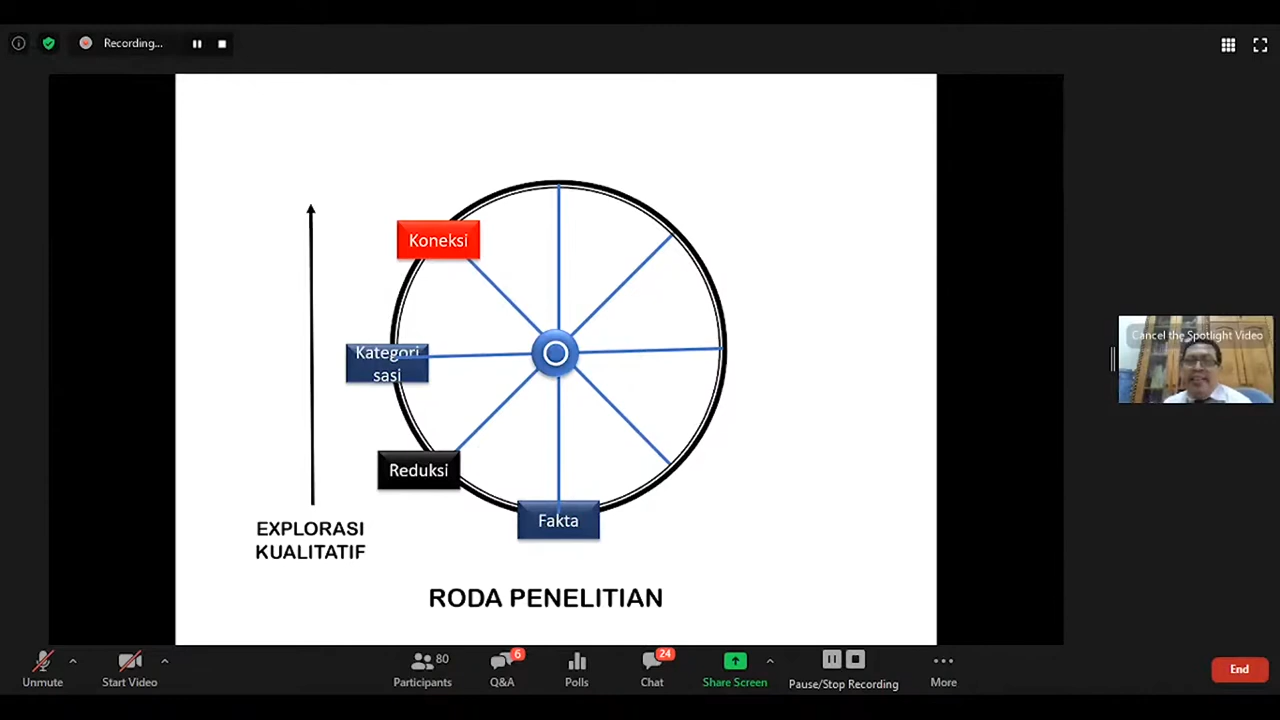 Recording...
Koneksi
Cancel the Spotlight Video
Kategori
sasi
Reduksi
Fakta
EXPLORASI
KUALITATIF
RODA PENELITIAN
Unmute
Start Video
80
Participants
6
Q&A
Polls
24
Chat
Share Screen
Pause/Stop Recording
More
End